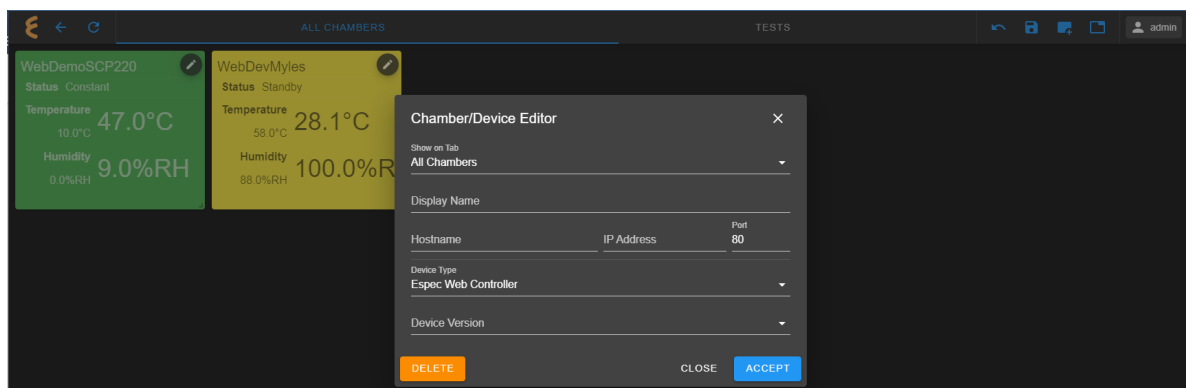 ALL CHAMBERS TESTS admin
WebDemoSCP220
Status Constant
Temperature
10.0°C 47.0°C
Humidity
0.0%RH 9.0%RH
WebDevMyles
Status Standby
Temperature
58.0°C 28.1°C
Humidity
88.0%RH 100.0%R
Chamber/Device Editor
Show on Tab
All Chambers
Display Name
Hostname IP Address Port
80
Device Type
Espec Web Controller
Device Version
DELETE CLOSE ACCEPT